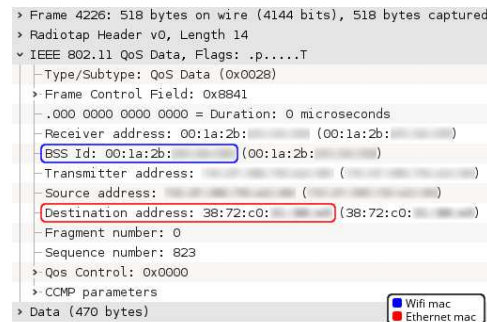 Frame 4226: 518 bytes on wire (4144 bits), 518 bytes captured
Radiotap Header v0, Length 14
IEEE 802.11 QoS Data, Flags: .p.....T
Type/Subtype: QoS Data (0x0028)
Frame Control Field: 0x8841
.000 0000 0000 0000 = Duration: 0 microseconds
Receiver address: 00:1a:2b: (00:1a:2b: )
BSS Id: 00:1a:2b: (00:1a:2b: )
Transmitter address: ( )
Source address: ( )
Destination address: 38:72:c0: (38:72:c0: )
Fragment number: 0
Sequence number: 823
Qos Control: 0x0000
CCMP parameters
Data (470 bytes)
Wifi mac
Ethernet mac